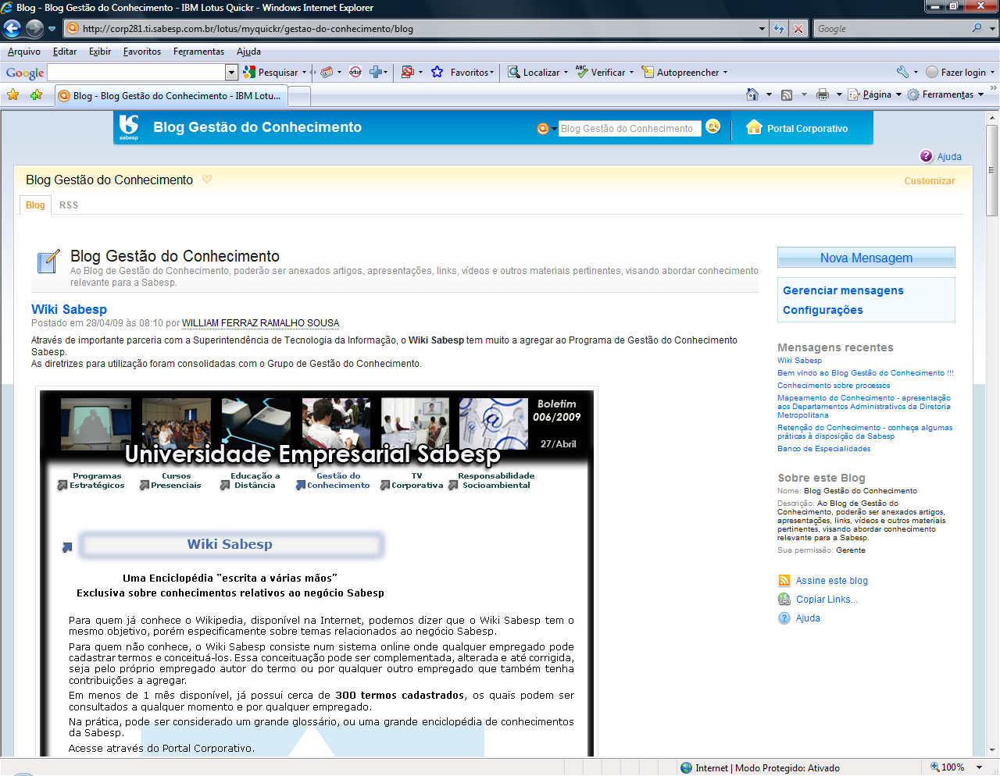 Blog - Blog Gestão do Conhecimento - IBM Lotus Quickr - Windows Internet Explorer
http://corp281.ti.sabesp.com.br/lotus/myquickr/gestao-do-conhecimento/blog
Google
Arquivo Editar Exibir Favoritos Ferramentas Ajuda
Google Pesquisar Favoritos Localizar Verificar Autopreencher Fazer login
Blog - Blog Gestão do Conhecimento - IBM Lotu...
Página Ferramentas
sabesp
Blog Gestão do Conhecimento
Blog Gestão do Conhecimento
Portal Corporativo
Ajuda
Blog Gestão do Conhecimento
Customizar
Blog RSS
Blog Gestão do Conhecimento
Ao Blog de Gestão do Conhecimento, poderão ser anexados artigos, apresentações, links, vídeos e outros materiais pertinentes, visando abordar conhecimento
relevante para a Sabesp.
Wiki Sabesp
Postado em 28/04/09 às 08:10 por WILLIAM FERRAZ RAMALHO SOUSA
Através de importante parceria com a Superintendência de Tecnologia da Informação, o Wiki Sabesp tem muito a agregar ao Programa de Gestão do Conhecimento
Sabesp.
As diretrizes para utilização foram consolidadas com o Grupo de Gestão do Conhecimento.
Boletim
006/2009
27/Abril
Universidade Empresarial Sabesp
Programas
Estratégicos
Cursos
Presenciais
Educação a
Distância
Gestão do
Conhecimento
TV
Corporativa
Responsabilidade
Socioambiental
Wiki Sabesp
Uma Enciclopédia “escrita a várias mãos”
Exclusiva sobre conhecimentos relativos ao negócio Sabesp
Para quem já conhece o Wikipedia, disponível na Internet, podemos dizer que o Wiki Sabesp tem o
mesmo objetivo, porém especificamente sobre temas relacionados ao negócio Sabesp.
Para quem não conhece, o Wiki Sabesp consiste num sistema online onde qualquer empregado pode
cadastrar termos e conceituá-los. Essa conceituação pode ser complementada, alterada e até corrigida,
seja pelo próprio empregado autor do termo ou por qualquer outro empregado que também tenha
contribuições a agregar.
Em menos de 1 mês disponível, já possui cerca de 300 termos cadastrados, os quais podem ser
consultados a qualquer momento e por qualquer empregado.
Na prática, pode ser considerado um grande glossário, ou uma grande enciclopédia de conhecimentos
da Sabesp.
Acesse através do Portal Corporativo.
Nova Mensagem
Gerenciar mensagens
Configurações
Mensagens recentes
Wiki Sabesp
Bem vindo ao Blog Gestão do Conhecimento !!!
Conhecimento sobre processos
Mapeamento do Conhecimento - apresentação
aos Departamentos Administrativos da Diretoria
Metropolitana
Retenção do Conhecimento - conheça algumas
práticas à disposição da Sabesp
Banco de Especialidades
Sobre este Blog
Nome: Blog Gestão do Conhecimento
Descrição: Ao Blog de Gestão do
Conhecimento, poderão ser anexados artigos,
apresentações, links, vídeos e outros materiais
pertinentes, visando abordar conhecimento
relevante para a Sabesp.
Sua permissão: Gerente
Assine este blog
Copiar Links...
Ajuda
Internet | Modo Protegido: Ativado
100%